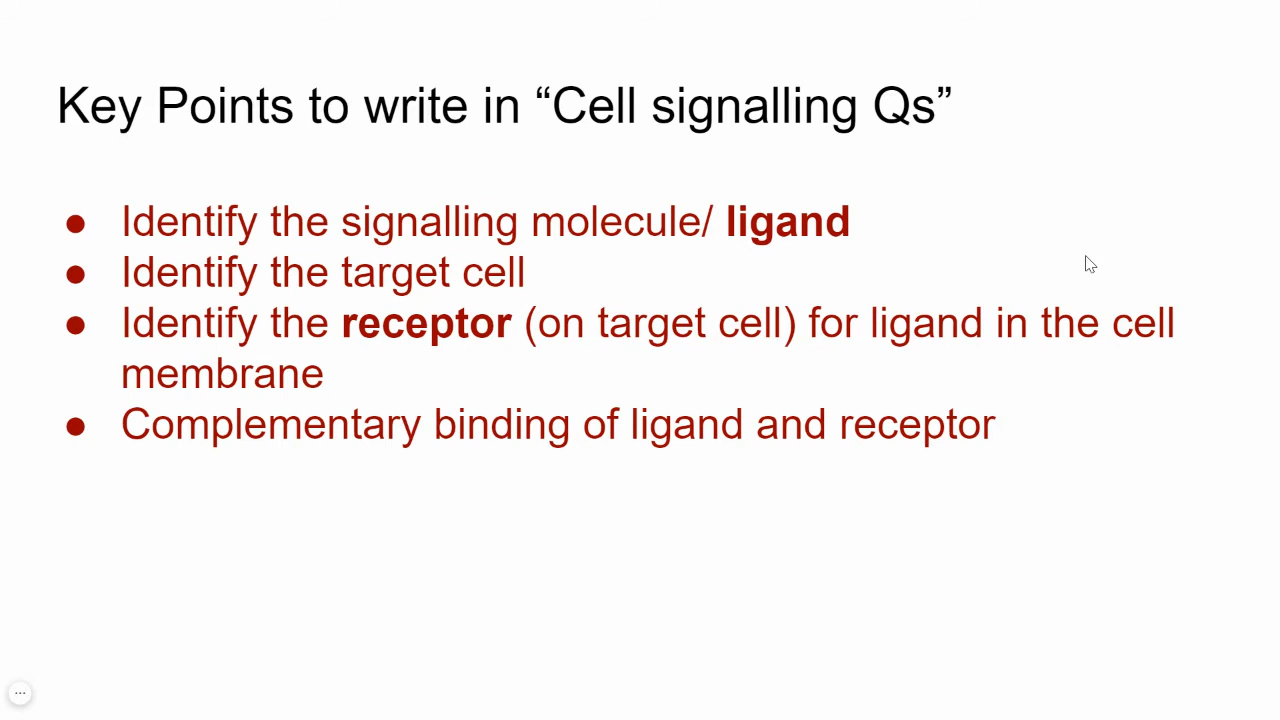 Key Points to write in “Cell signalling Qs”
● Identify the signalling molecule/ ligand
● Identify the target cell
● Identify the receptor (on target cell) for ligand in the cell
membrane
● Complementary binding of ligand and receptor